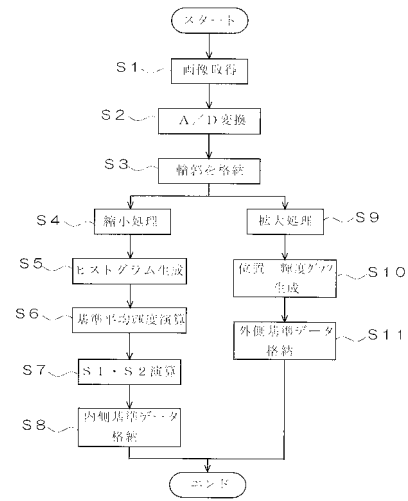 スタート
S1
画像取得
S2
A/D変換
S3
輪郭を格納
S4
縮小処理
S9
拡大処理
S5
ヒストグラム生成
S10
位置 輝度グラフ
生成
S6
基準平均輝度演算
S11
外側基準データ
格納
S7
S1・S2演算
S8
内側基準データ
格納
エンド